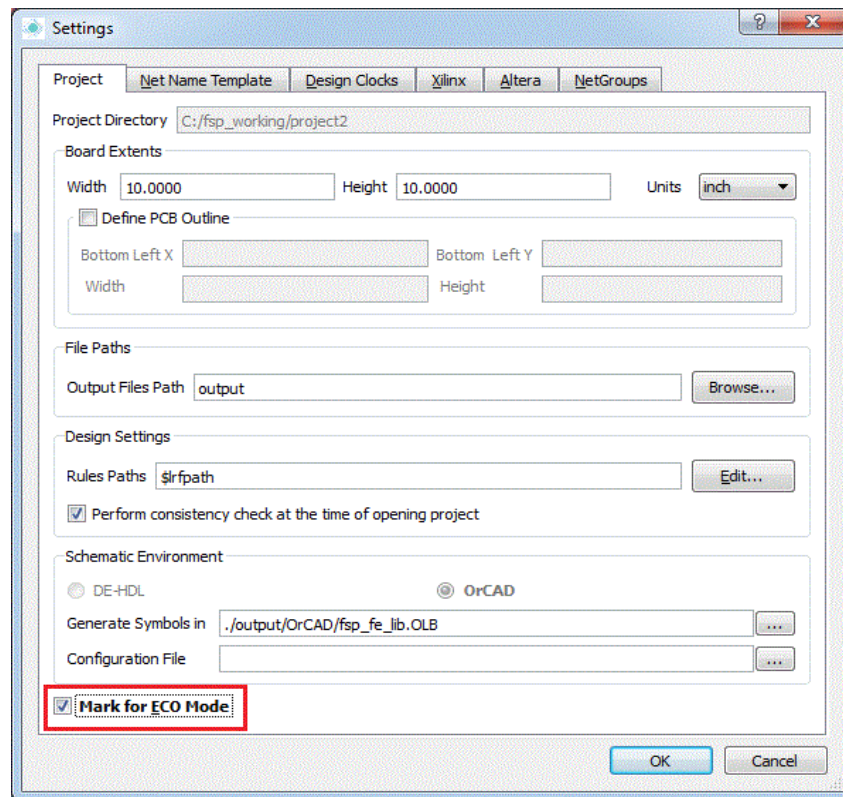 Settings
Project Net Name Template Design Clocks Xilinx Altera NetGroups
Project Directory C:/fsp_working/project2
Board Extents
Width 10.0000 Height 10.0000 Units inch
Define PCB Outline
Bottom Left X Bottom Left Y
Width Height
File Paths
Output Files Path output Browse...
Design Settings
Rules Paths $lrfpath Edit...
Perform consistency check at the time of opening project
Schematic Environment
DE-HDL OrCAD
Generate Symbols in ./output/OrCAD/fsp_fe_lib.OLB ...
Configuration File ...
Mark for ECO Mode
OK Cancel